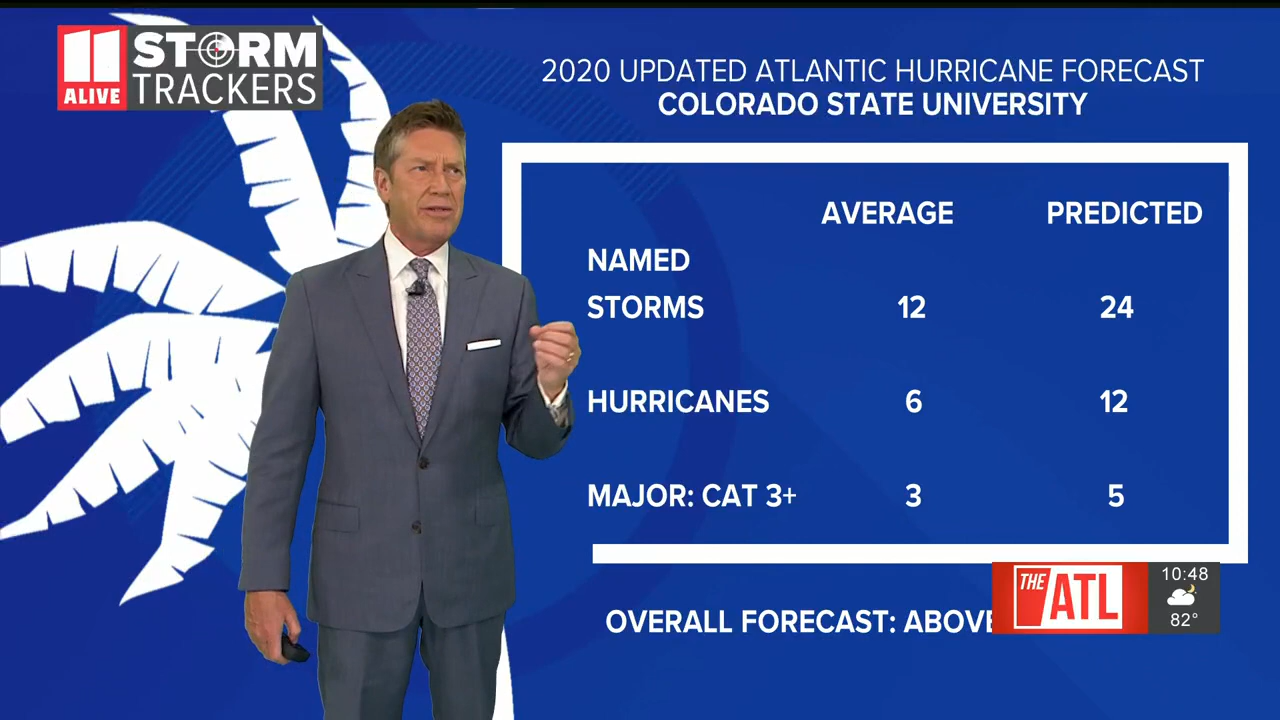 11
ALIVE
STORM
TRACKERS
2020 UPDATED ATLANTIC HURRICANE FORECAST
COLORADO STATE UNIVERSITY
AVERAGE PREDICTED
NAMED
STORMS 12 24
HURRICANES 6 12
MAJOR: CAT 3+ 3 5
OVERALL FORECAST: ABOVE
THE ATL
10:48
82°